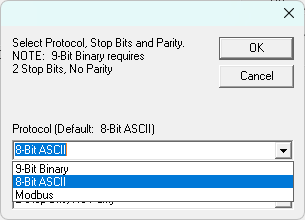 Select Protocol, Stop Bits and Parity.
NOTE:  9-Bit Binary requires
2 Stop Bits, No Parity
OK
Cancel
Protocol (Default:  8-Bit ASCII)
8-Bit ASCII
9-Bit Binary
8-Bit ASCII
Modbus